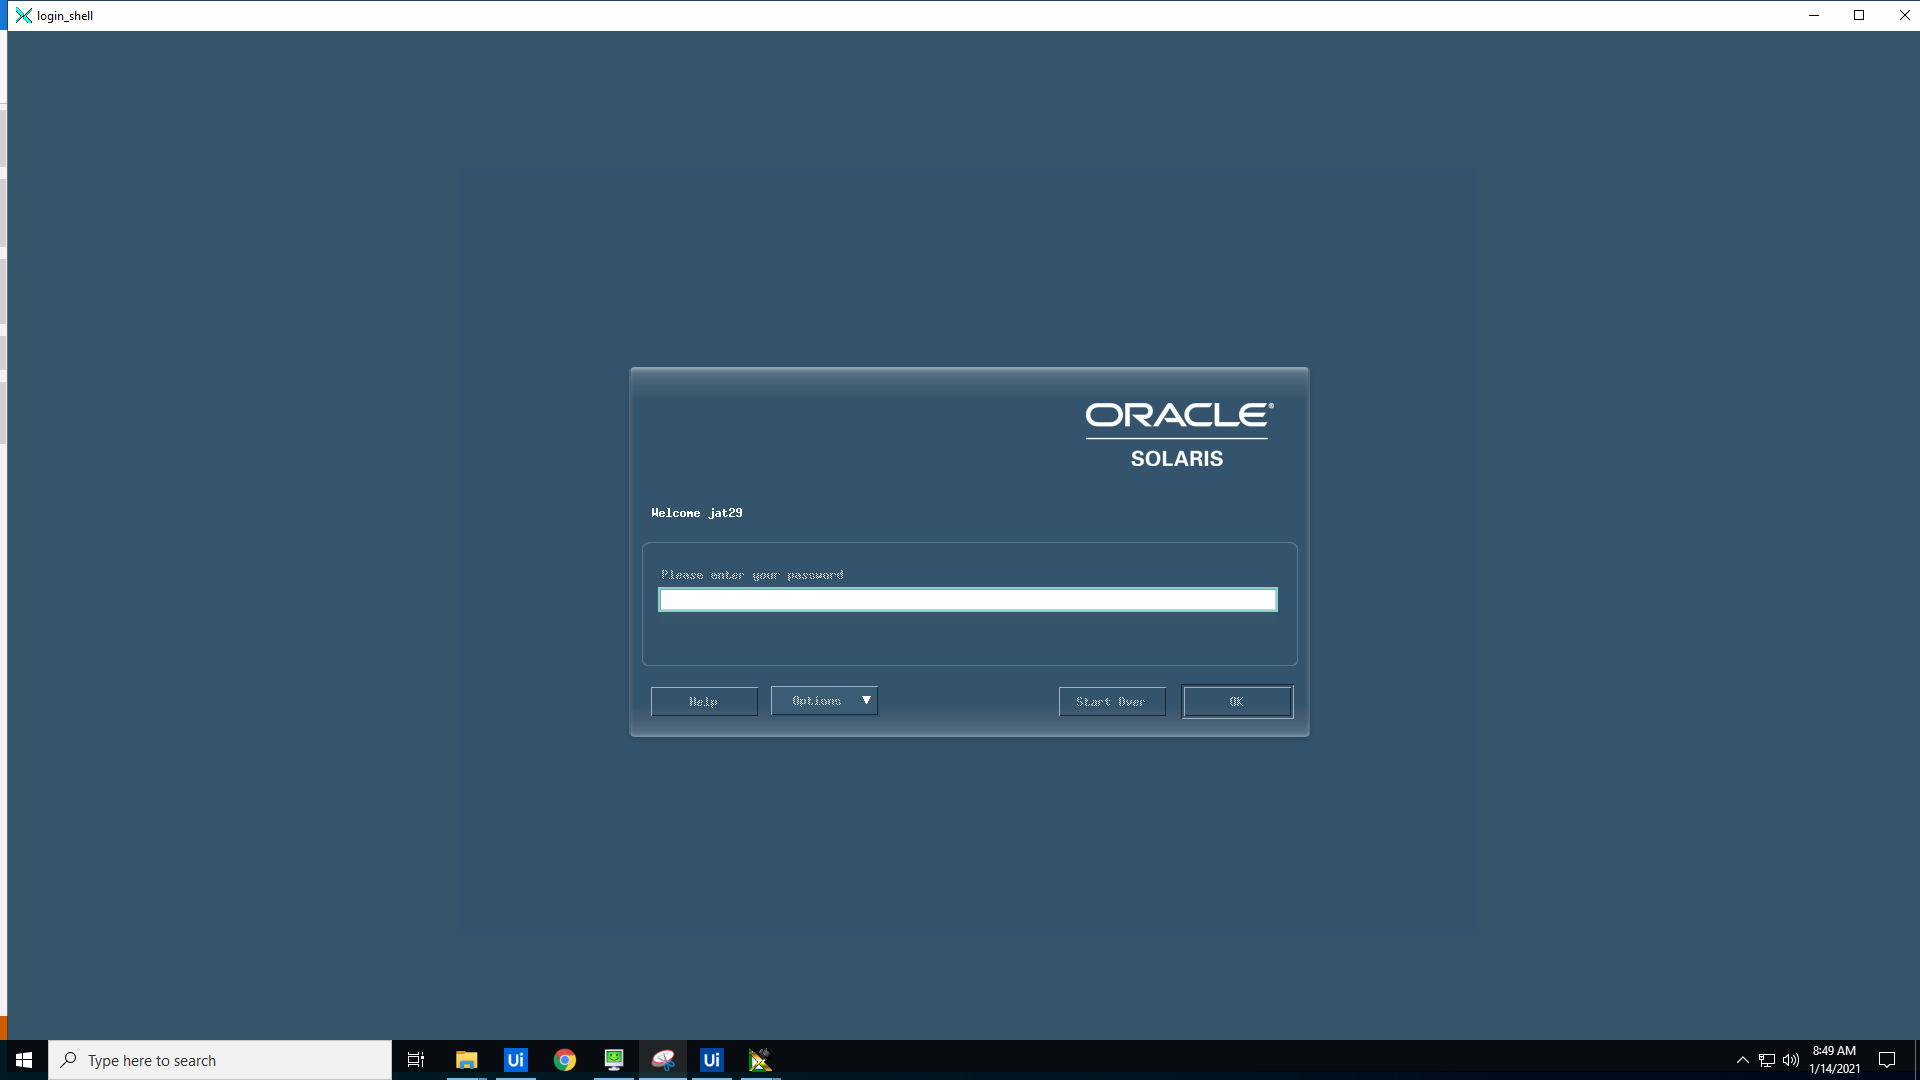 login_shell
ORACLE®
SOLARIS
Welcome jat29
Please enter your password
Help
Options
Start Over
OK
Type here to search
Ui
Ui
8:49 AM
1/14/2021